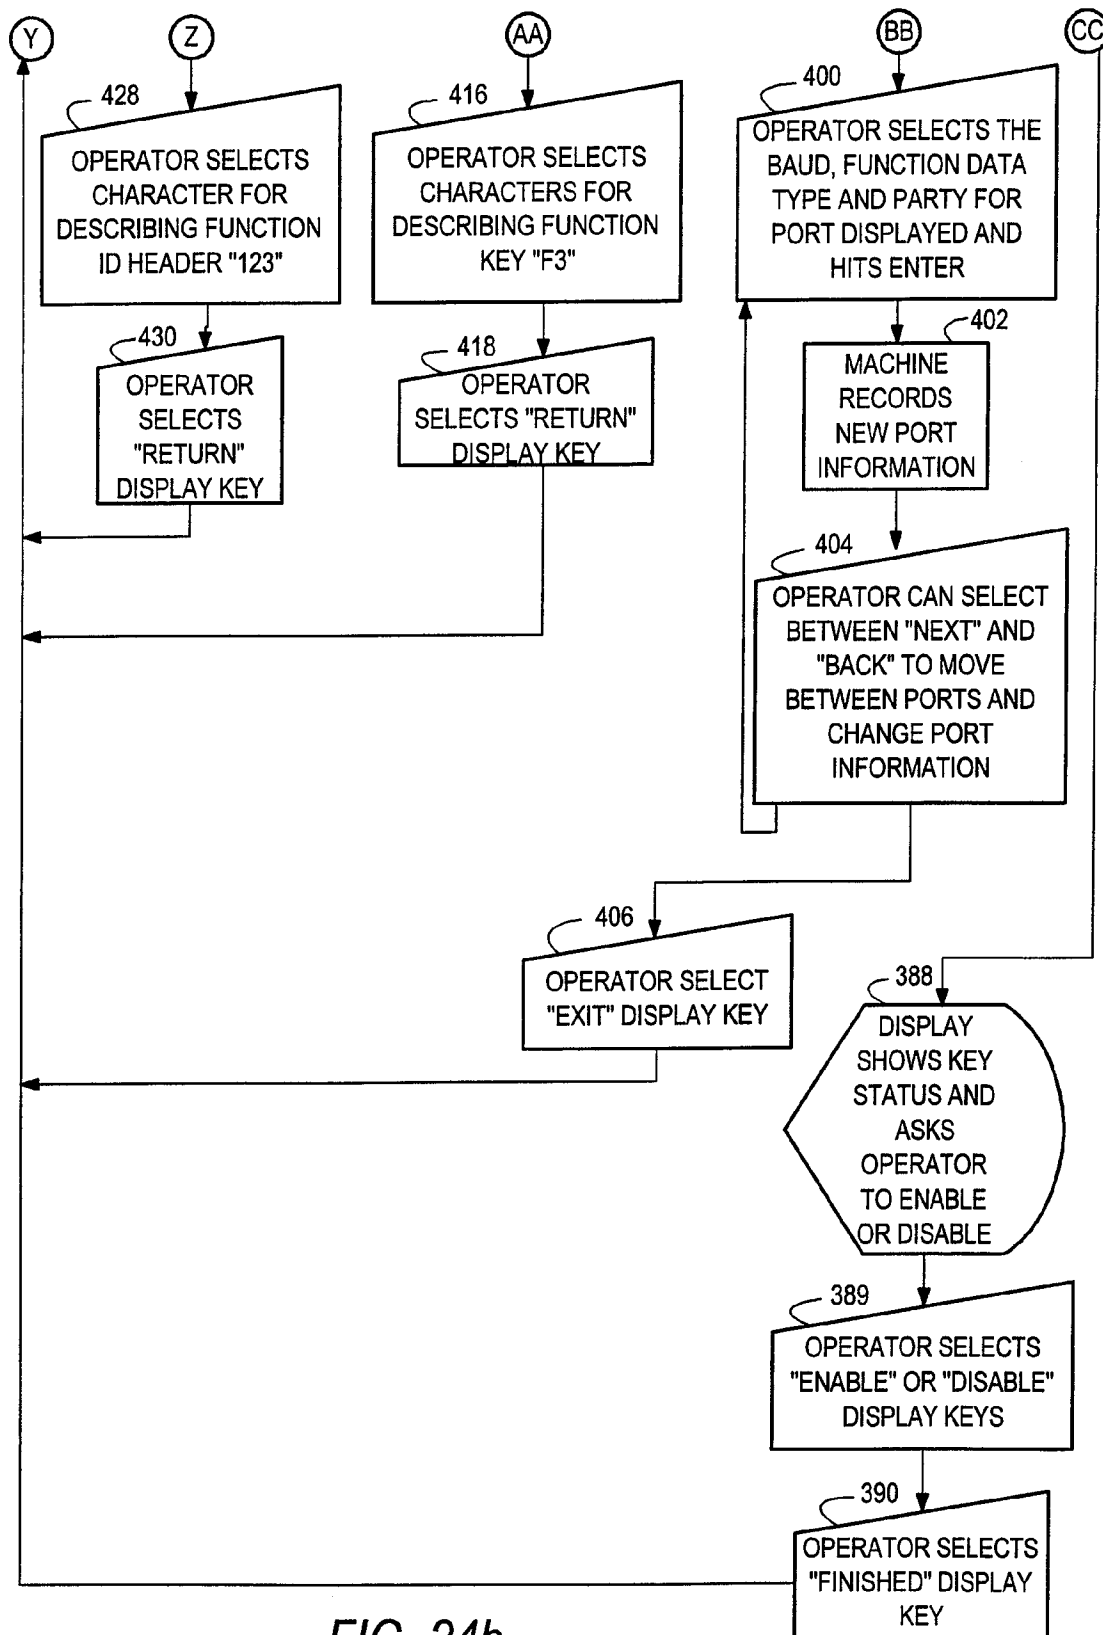 Y
Z
AA
BB
CC
428
OPERATOR SELECTS
CHARACTER FOR
DESCRIBING FUNCTION
ID HEADER "123"
416
OPERATOR SELECTS
CHARACTERS FOR
DESCRIBING FUNCTION
KEY "F3"
400
OPERATOR SELECTS THE
BAUD, FUNCTION DATA
TYPE AND PARTY FOR
PORT DISPLAYED AND
HITS ENTER
430
OPERATOR
SELECTS
"RETURN"
DISPLAY KEY
418
OPERATOR
SELECTS "RETURN"
DISPLAY KEY
402
MACHINE
RECORDS
NEW PORT
INFORMATION
404
OPERATOR CAN SELECT
BETWEEN "NEXT" AND
"BACK" TO MOVE
BETWEEN PORTS AND
CHANGE PORT
INFORMATION
406
OPERATOR SELECT
"EXIT" DISPLAY KEY
388
DISPLAY
SHOWS KEY
STATUS AND
ASKS
OPERATOR
TO ENABLE
OR DISABLE
389
OPERATOR SELECTS
"ENABLE" OR "DISABLE"
DISPLAY KEYS
390
OPERATOR SELECTS
"FINISHED" DISPLAY
KEY
FIG. 24b